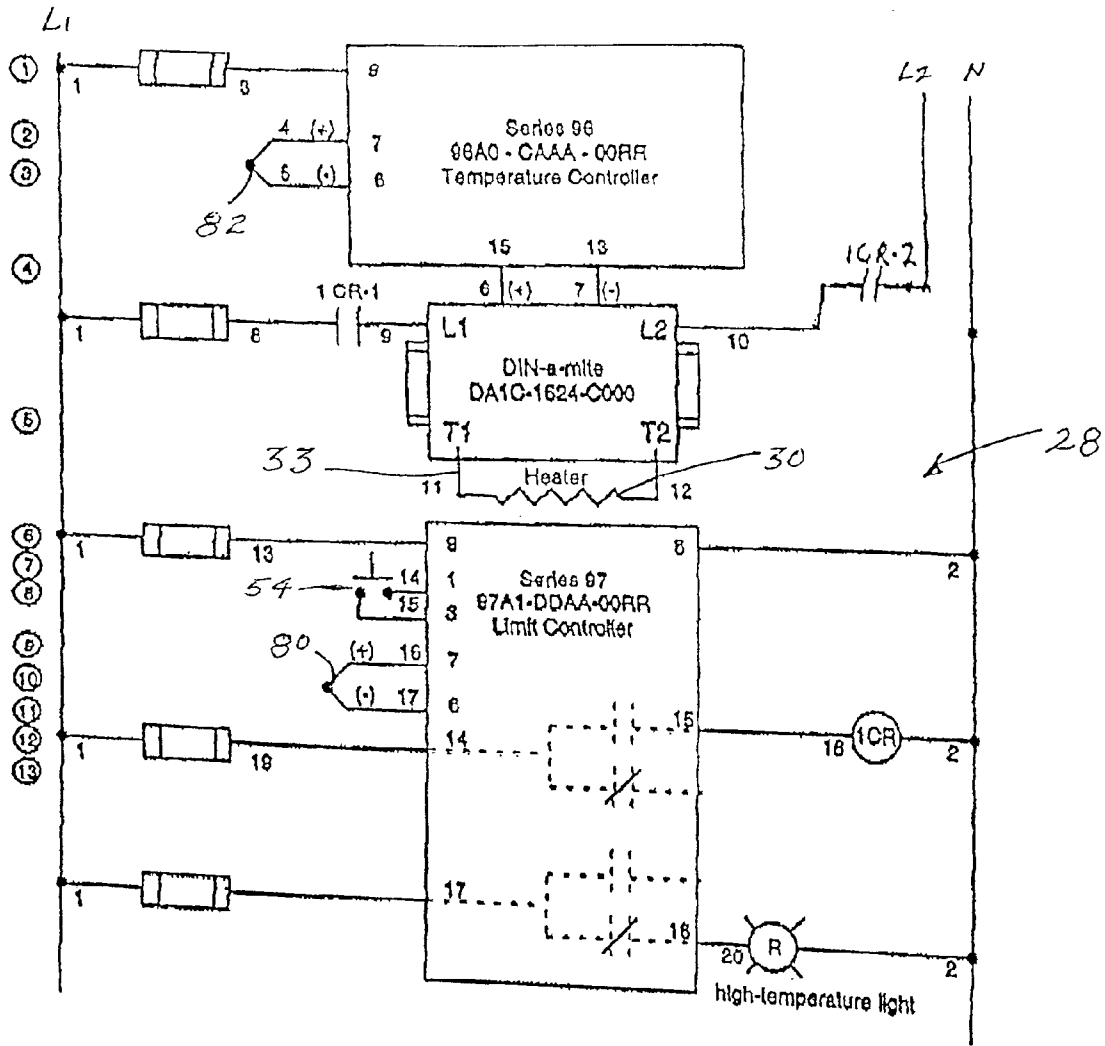 L1
L2 N
① 1 3 9
Series 96
96A0 - CAAA - 00RR
Temperature Controller
② 4 (+) 7
③ 5 (-) 6
82
15 13
④ 6 (+) 7 (-)
1CR·2
1CR·1
1 8 9 L1 L2 10
DIN-a-mite
DA1C-1624-C000
⑤
T1 T2
33 30 28
11 Heater 12
⑥ 1 13 9 8 2
⑦ 14 1
Series 97
97A1-DDAA-00RR
Limit Controller
⑧ 54 15 3
⑨ 80 (+) 16 7
⑩
⑪ (-) 17 6
⑫ 1 19 14 15 18 1CR 2
⑬
1 17
16 20 R 2
high-temperature light